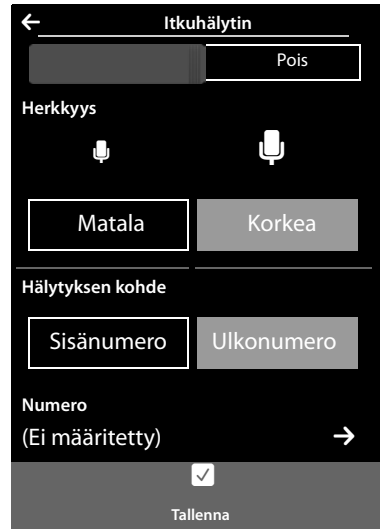 Itkuhälytin
Pois
Herkkyys
Matala Korkea
Hälytyksen kohde
Sisänumero Ulkonumero
Numero
(Ei määritetty)
Tallenna